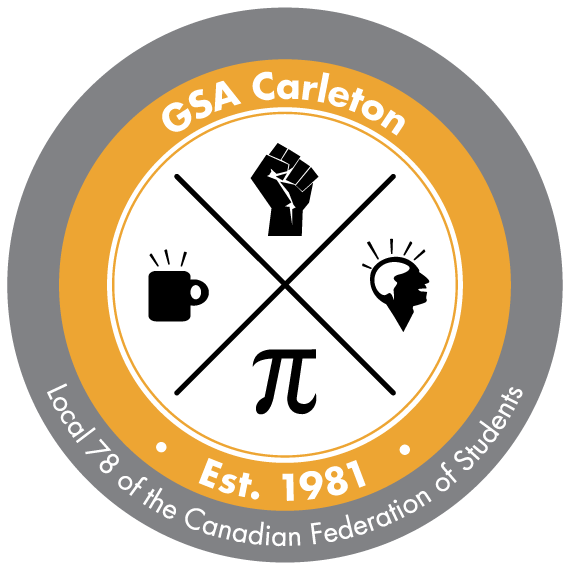 GSA Carleton
π
Est. 1981
Local 78 of the Canadian Federation of Students